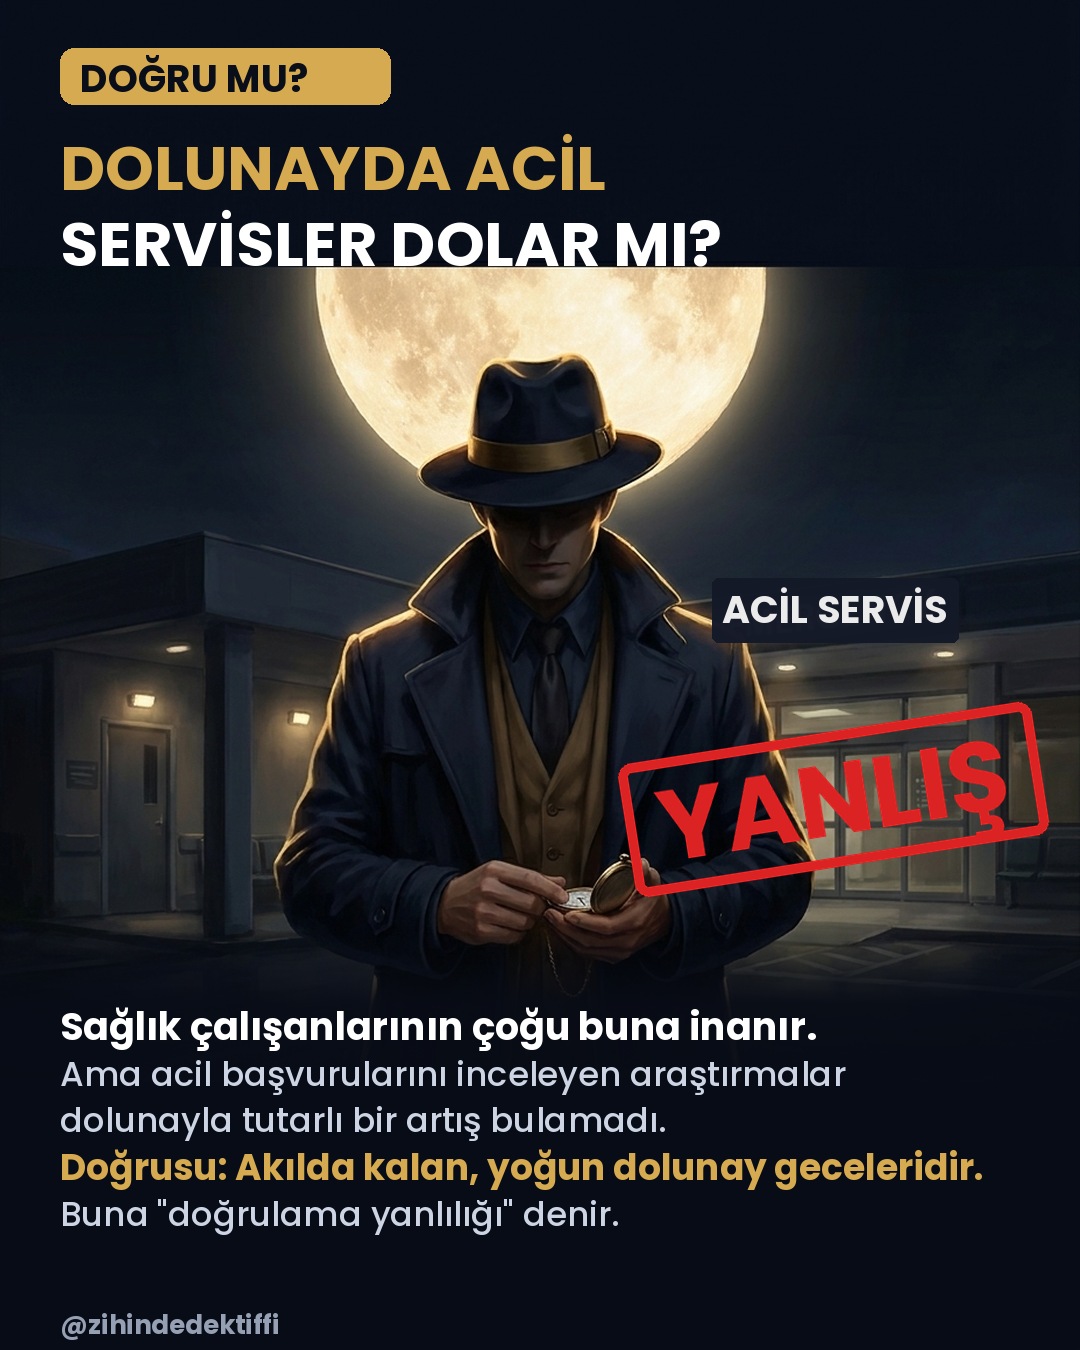 DOĞRU MU?
DOLUNAYDA ACİL
SERVİSLER DOLAR MI?
ACİL SERVİS
YANLIŞ
Sağlık çalışanlarının çoğu buna inanır.
Ama acil başvurularını inceleyen araştırmalar
dolunayla tutarlı bir artış bulamadı.
Doğrusu: Akılda kalan, yoğun dolunay geceleridir.
Buna "doğrulama yanlılığı" denir.
@zihindedektiffi